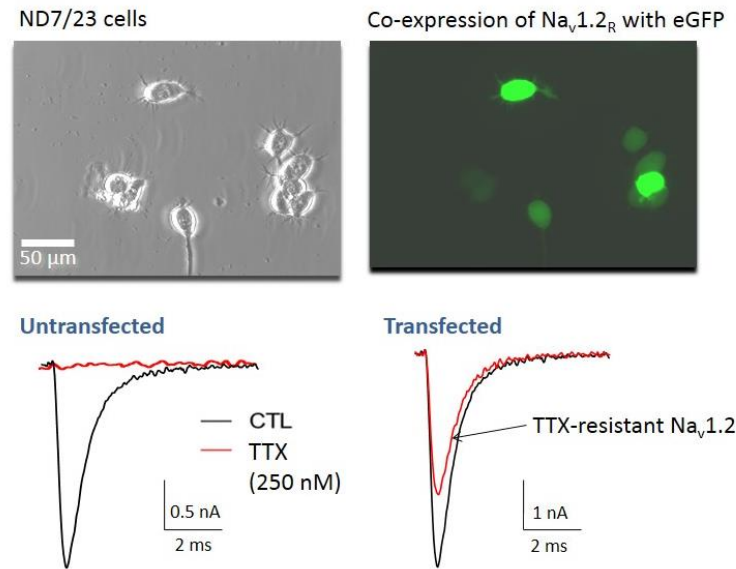 ND7/23 cells
Co-expression of Naᵥ1.2R with eGFP
50 µm
Untransfected
Transfected
CTL
TTX
(250 nM)
TTX-resistant Naᵥ1.2
0.5 nA
2 ms
1 nA
2 ms